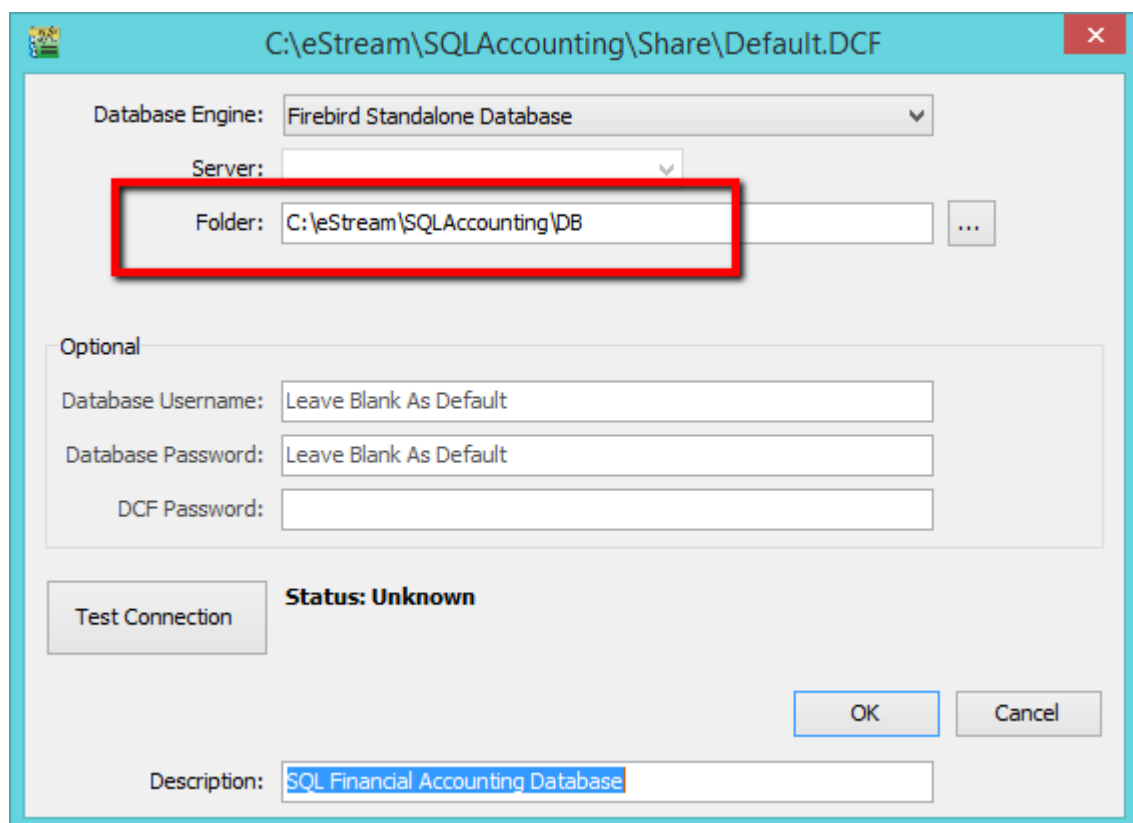 C:\eStream\SQLAccounting\Share\Default.DCF
Database Engine: Firebird Standalone Database
Server:
Folder: C:\eStream\SQLAccounting\DB
...
Optional
Database Username: Leave Blank As Default
Database Password: Leave Blank As Default
DCF Password:
Test Connection Status: Unknown
OK Cancel
Description: SQL Financial Accounting Database